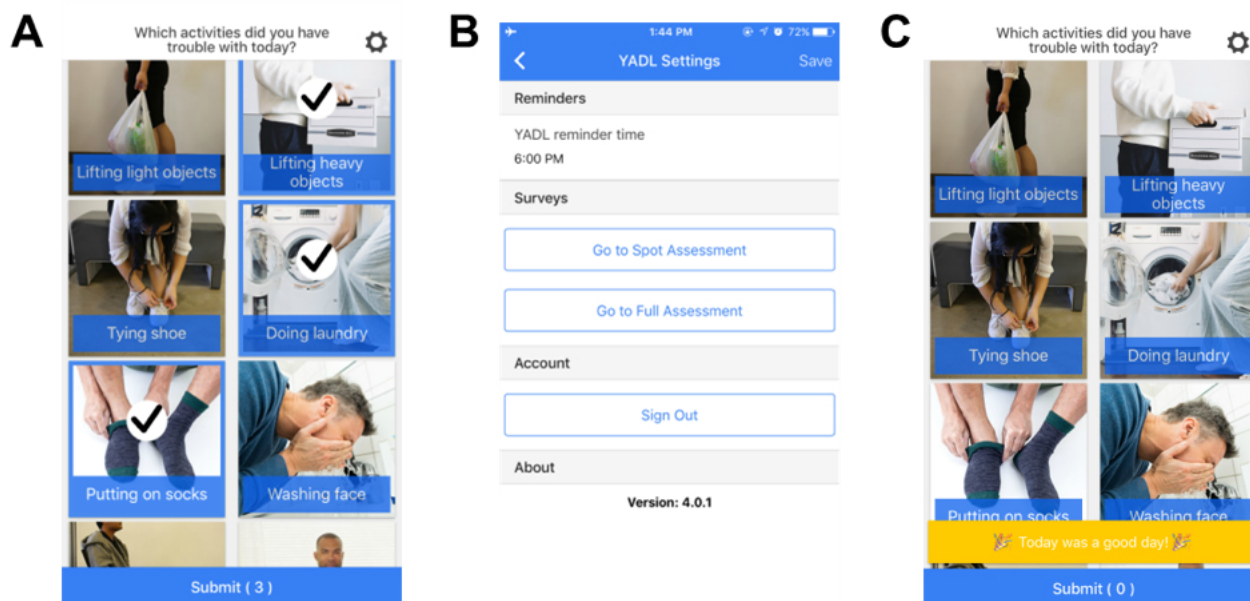 A
Which activities did you have
trouble with today?
Lifting light objects
Lifting heavy
objects
Tying shoe
Doing laundry
Putting on socks
Washing face
Submit ( 3 )
B
1:44 PM
72%
YADL Settings
Save
Reminders
YADL reminder time
6:00 PM
Surveys
Go to Spot Assessment
Go to Full Assessment
Account
Sign Out
About
Version: 4.0.1
C
Which activities did you have
trouble with today?
Lifting light objects
Lifting heavy
objects
Tying shoe
Doing laundry
Putting on socks
Washing face
🎉 Today was a good day! 🎉
Submit ( 0 )